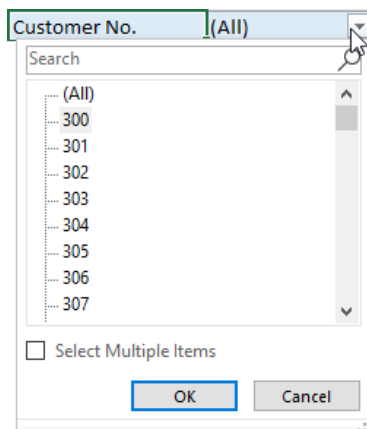 Customer No. (All)
Search
(All)
300
301
302
303
304
305
306
307
Select Multiple Items
OK Cancel